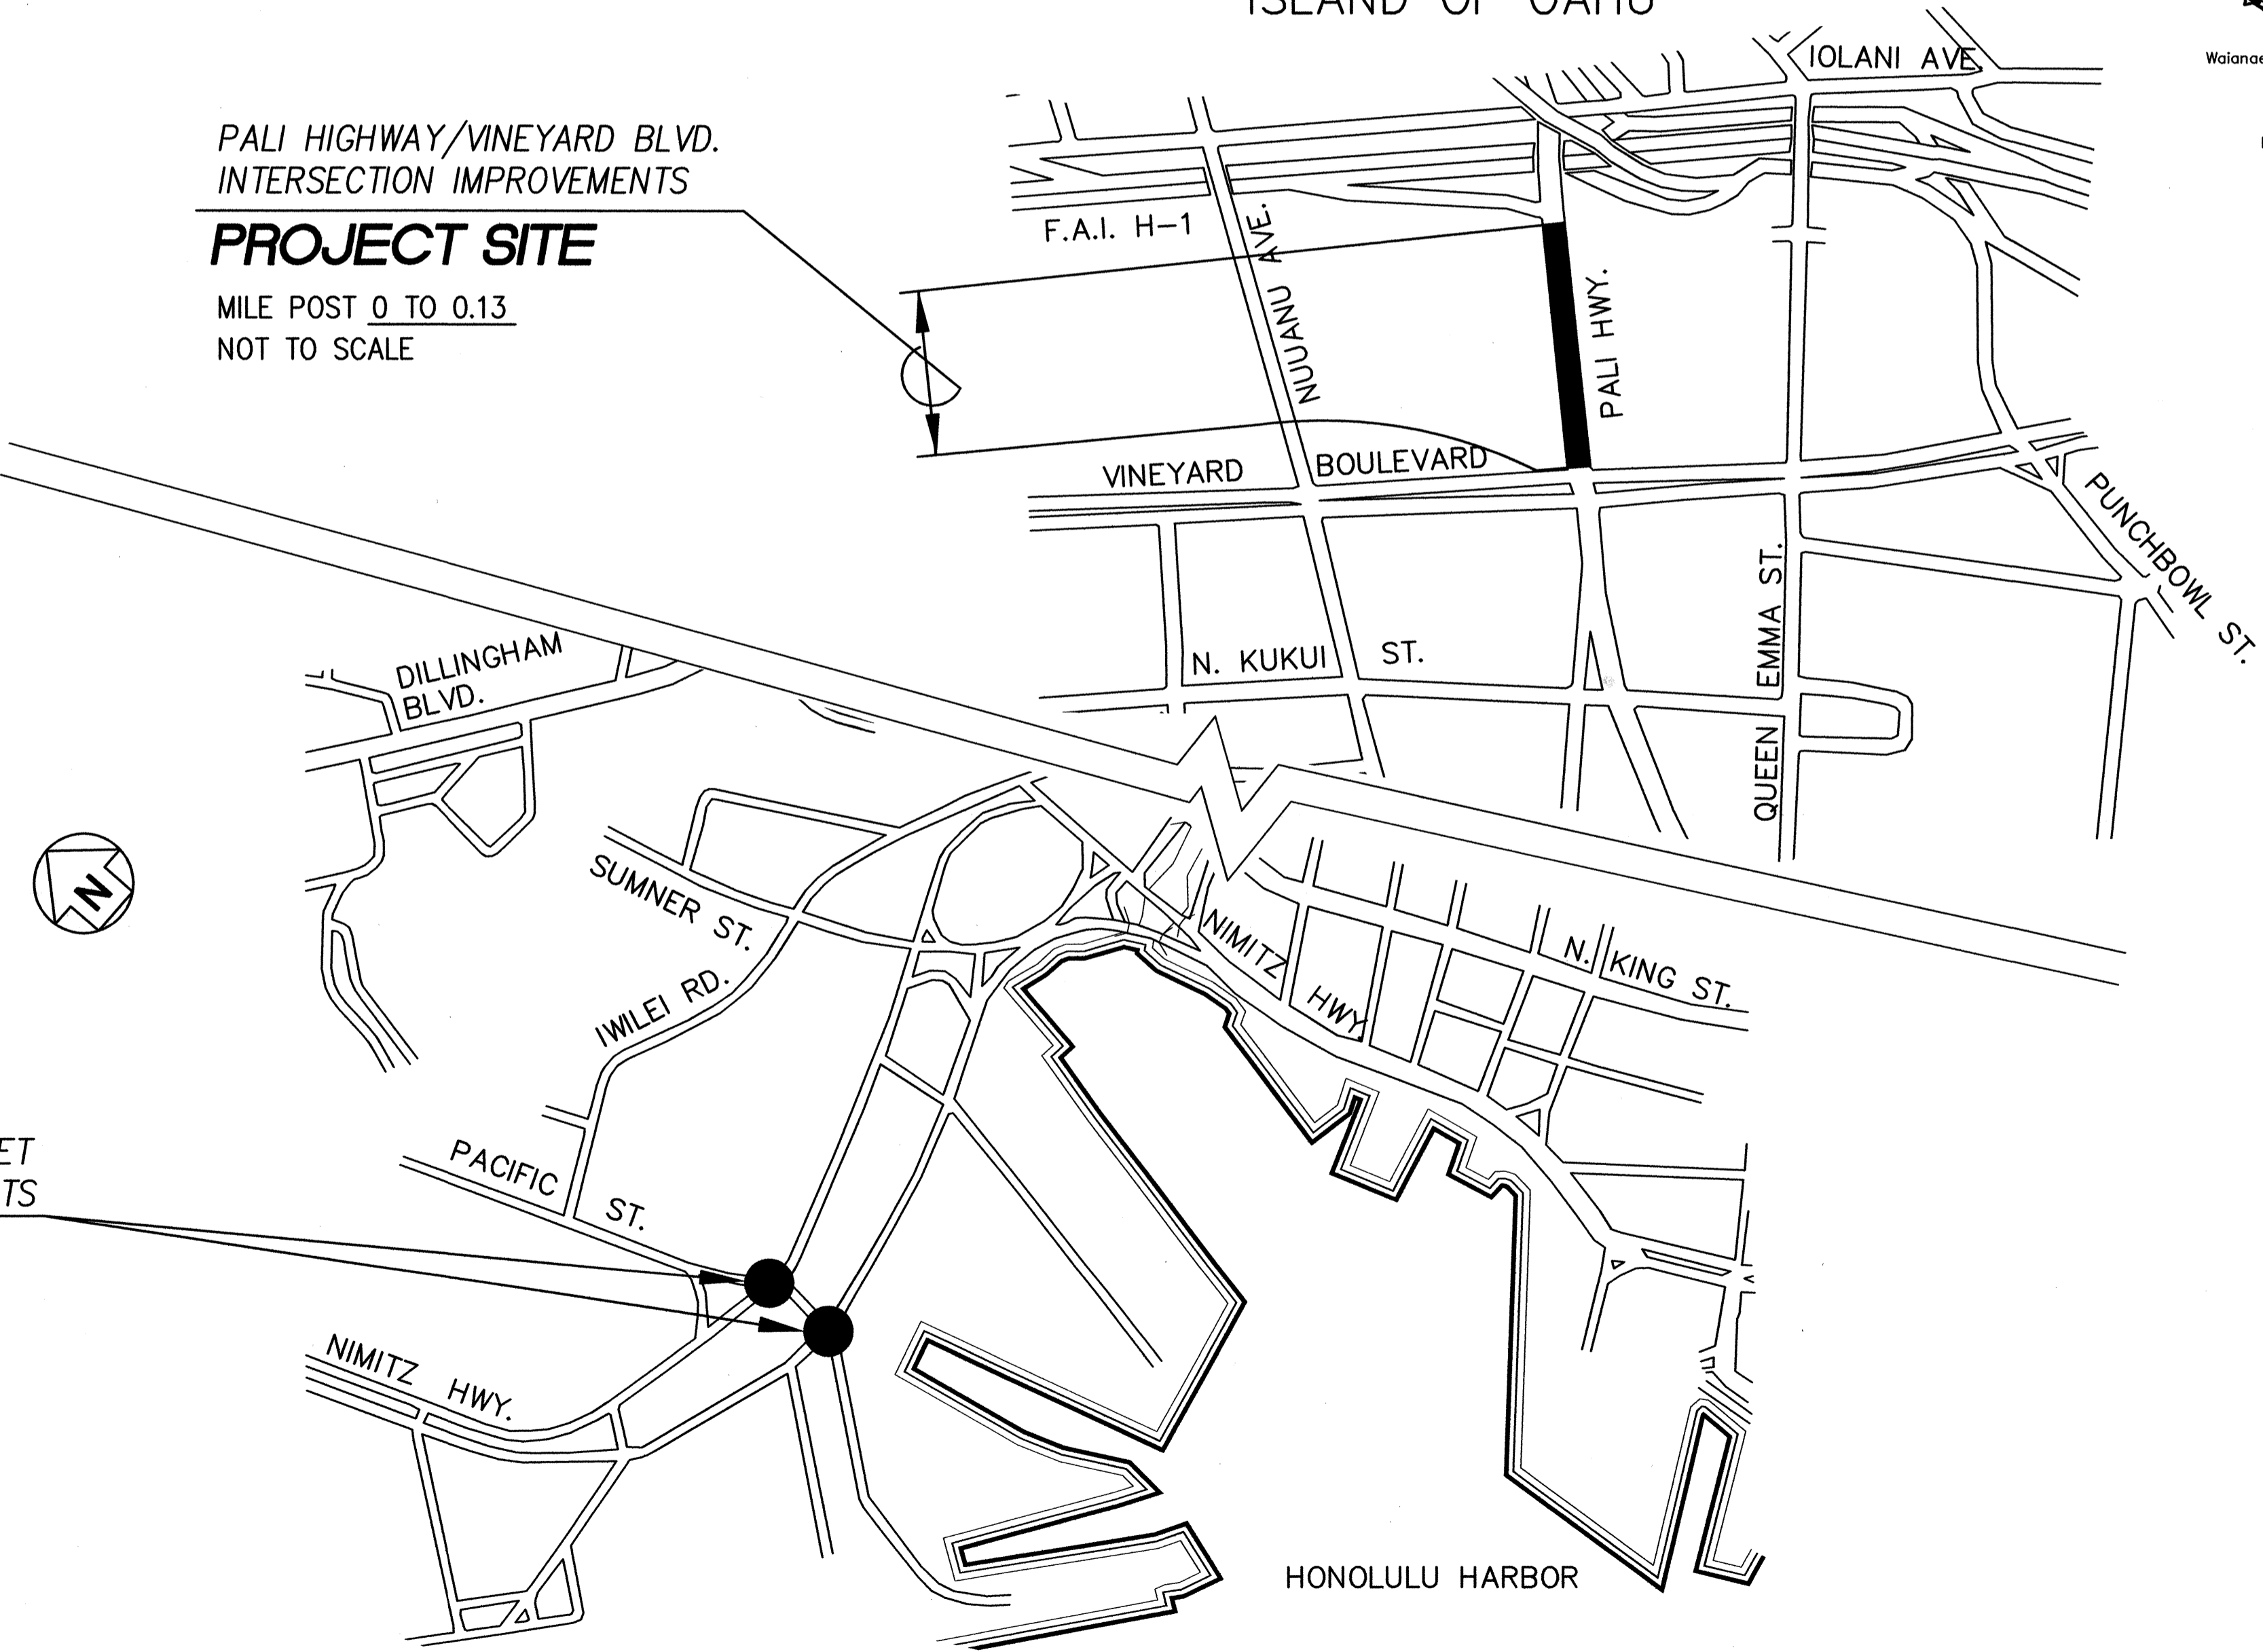 ISLAND OF OAHU
Waianae
IOLANI AVE.
PALI HIGHWAY/VINEYARD BLVD.
INTERSECTION IMPROVEMENTS
PROJECT SITE
MILE POST 0 TO 0.13
NOT TO SCALE
F.A.I. H-1
NUUANU AVE.
PALI HWY.
VINEYARD BOULEVARD
PUNCHBOWL ST.
QUEEN EMMA ST.
N. KUKUI ST.
DILLINGHAM
BLVD.
N
SUMNER ST.
IWILEI RD.
NIMITZ HWY.
N. KING ST.
PACIFIC ST.
ET
TS
NIMITZ HWY.
HONOLULU HARBOR